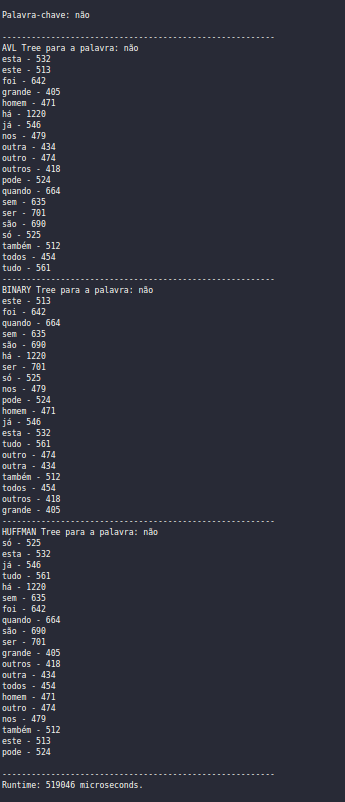 Palavra-chave: não
-------------------------------------------------------
AVL Tree para a palavra: não
esta - 532
este - 513
foi - 642
grande - 405
homem - 471
há - 1220
já - 546
nos - 479
outra - 434
outro - 474
outros - 418
pode - 524
quando - 664
sem - 635
ser - 701
são - 690
só - 525
também - 512
todos - 454
tudo - 561
-------------------------------------------------------
BINARY Tree para a palavra: não
este - 513
foi - 642
quando - 664
sem - 635
são - 690
há - 1220
ser - 701
só - 525
nos - 479
pode - 524
homem - 471
já - 546
esta - 532
tudo - 561
outro - 474
outra - 434
também - 512
todos - 454
outros - 418
grande - 405
-------------------------------------------------------
HUFFMAN Tree para a palavra: não
só - 525
esta - 532
já - 546
tudo - 561
há - 1220
sem - 635
foi - 642
quando - 664
são - 690
ser - 701
grande - 405
outros - 418
outra - 434
todos - 454
homem - 471
outro - 474
nos - 479
também - 512
este - 513
pode - 524
-------------------------------------------------------
Runtime: 519046 microseconds.